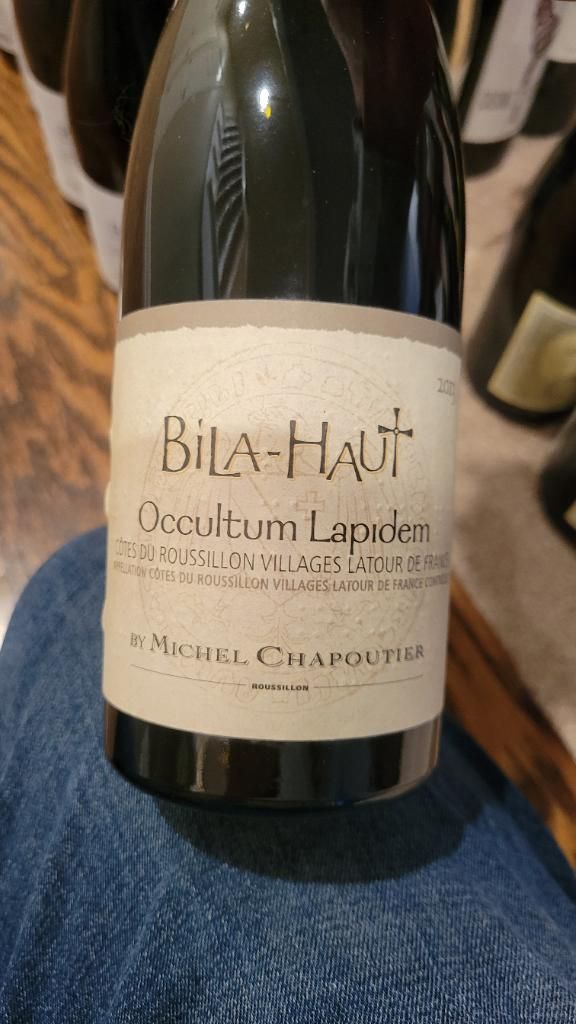 BILA-HAUT
Occultum Lapidem
CÔTES DU ROUSSILLON VILLAGES LATOUR DE FRANCE
APPELLATION CÔTES DU ROUSSILLON VILLAGES LATOUR DE FRANCE
BY MICHEL CHAPOUTIER
ROUSSILLON